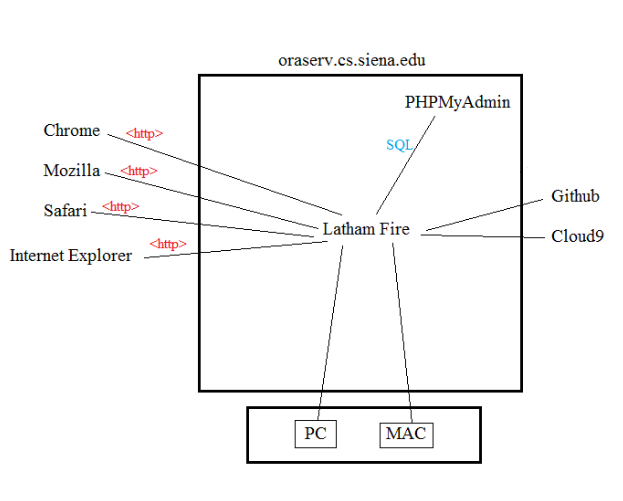 oraserv.cs.siena.edu
PHPMyAdmin
Chrome
<http>
SQL
Mozilla
<http>
Safari
<http>
Github
Latham Fire
Cloud9
Internet Explorer
<http>
PC
MAC